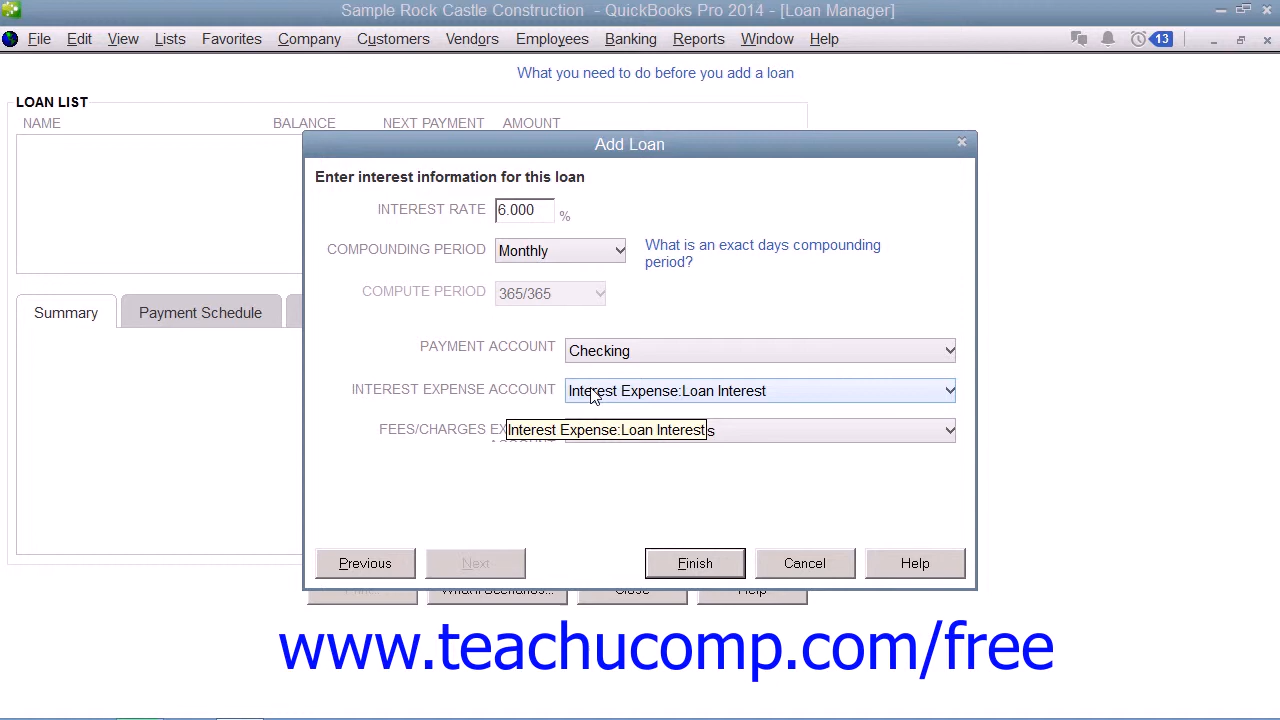 Sample Rock Castle Construction - QuickBooks Pro 2014 - [Loan Manager]
File Edit View Lists Favorites Company Customers Vendors Employees Banking Reports Window Help 13
What you need to do before you add a loan
LOAN LIST
NAME BALANCE NEXT PAYMENT AMOUNT
Add Loan
Enter interest information for this loan
INTEREST RATE 6.000 %
COMPOUNDING PERIOD Monthly What is an exact days compounding
period?
COMPUTE PERIOD 365/365
Summary Payment Schedule
PAYMENT ACCOUNT Checking
INTEREST EXPENSE ACCOUNT Interest Expense:Loan Interest
FEES/CHARGES EX Interest Expense:Loan Interest s
Previous Next Finish Cancel Help
What If Scenarios... Close Help
www.teachucomp.com/free